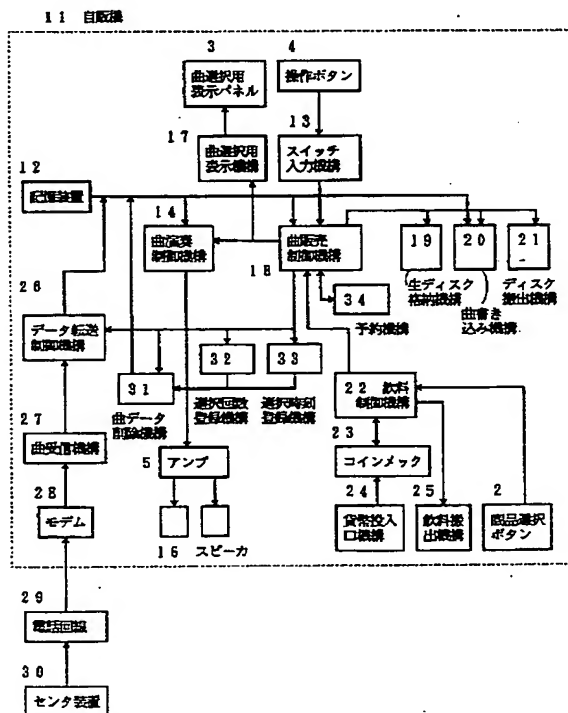 11 自販機
3
曲選択用
表示パネル
4
操作ボタン
17
曲選択用
表示機構
13
スイッチ
入力機構
12
記憶装置
14
曲演奏
制御機構
曲販売
制御機構
18
19
生ディスク
格納機構
20
曲書き
込み機構
21
ディスク
搬出機構
34
予約機構
26
データ転送
制御機構
31
曲データ
削除機構
32
選択回数
登録機構
33
選択時刻
登録機構
22 飲料
制御機構
27
曲受信機構
5
アンプ
23
コインメック
28
モデム
16 スピーカ
24
貨幣投入
口機構
25
飲料搬
出機構
2
商品選択
ボタン
29
電話回線
30
センタ装置